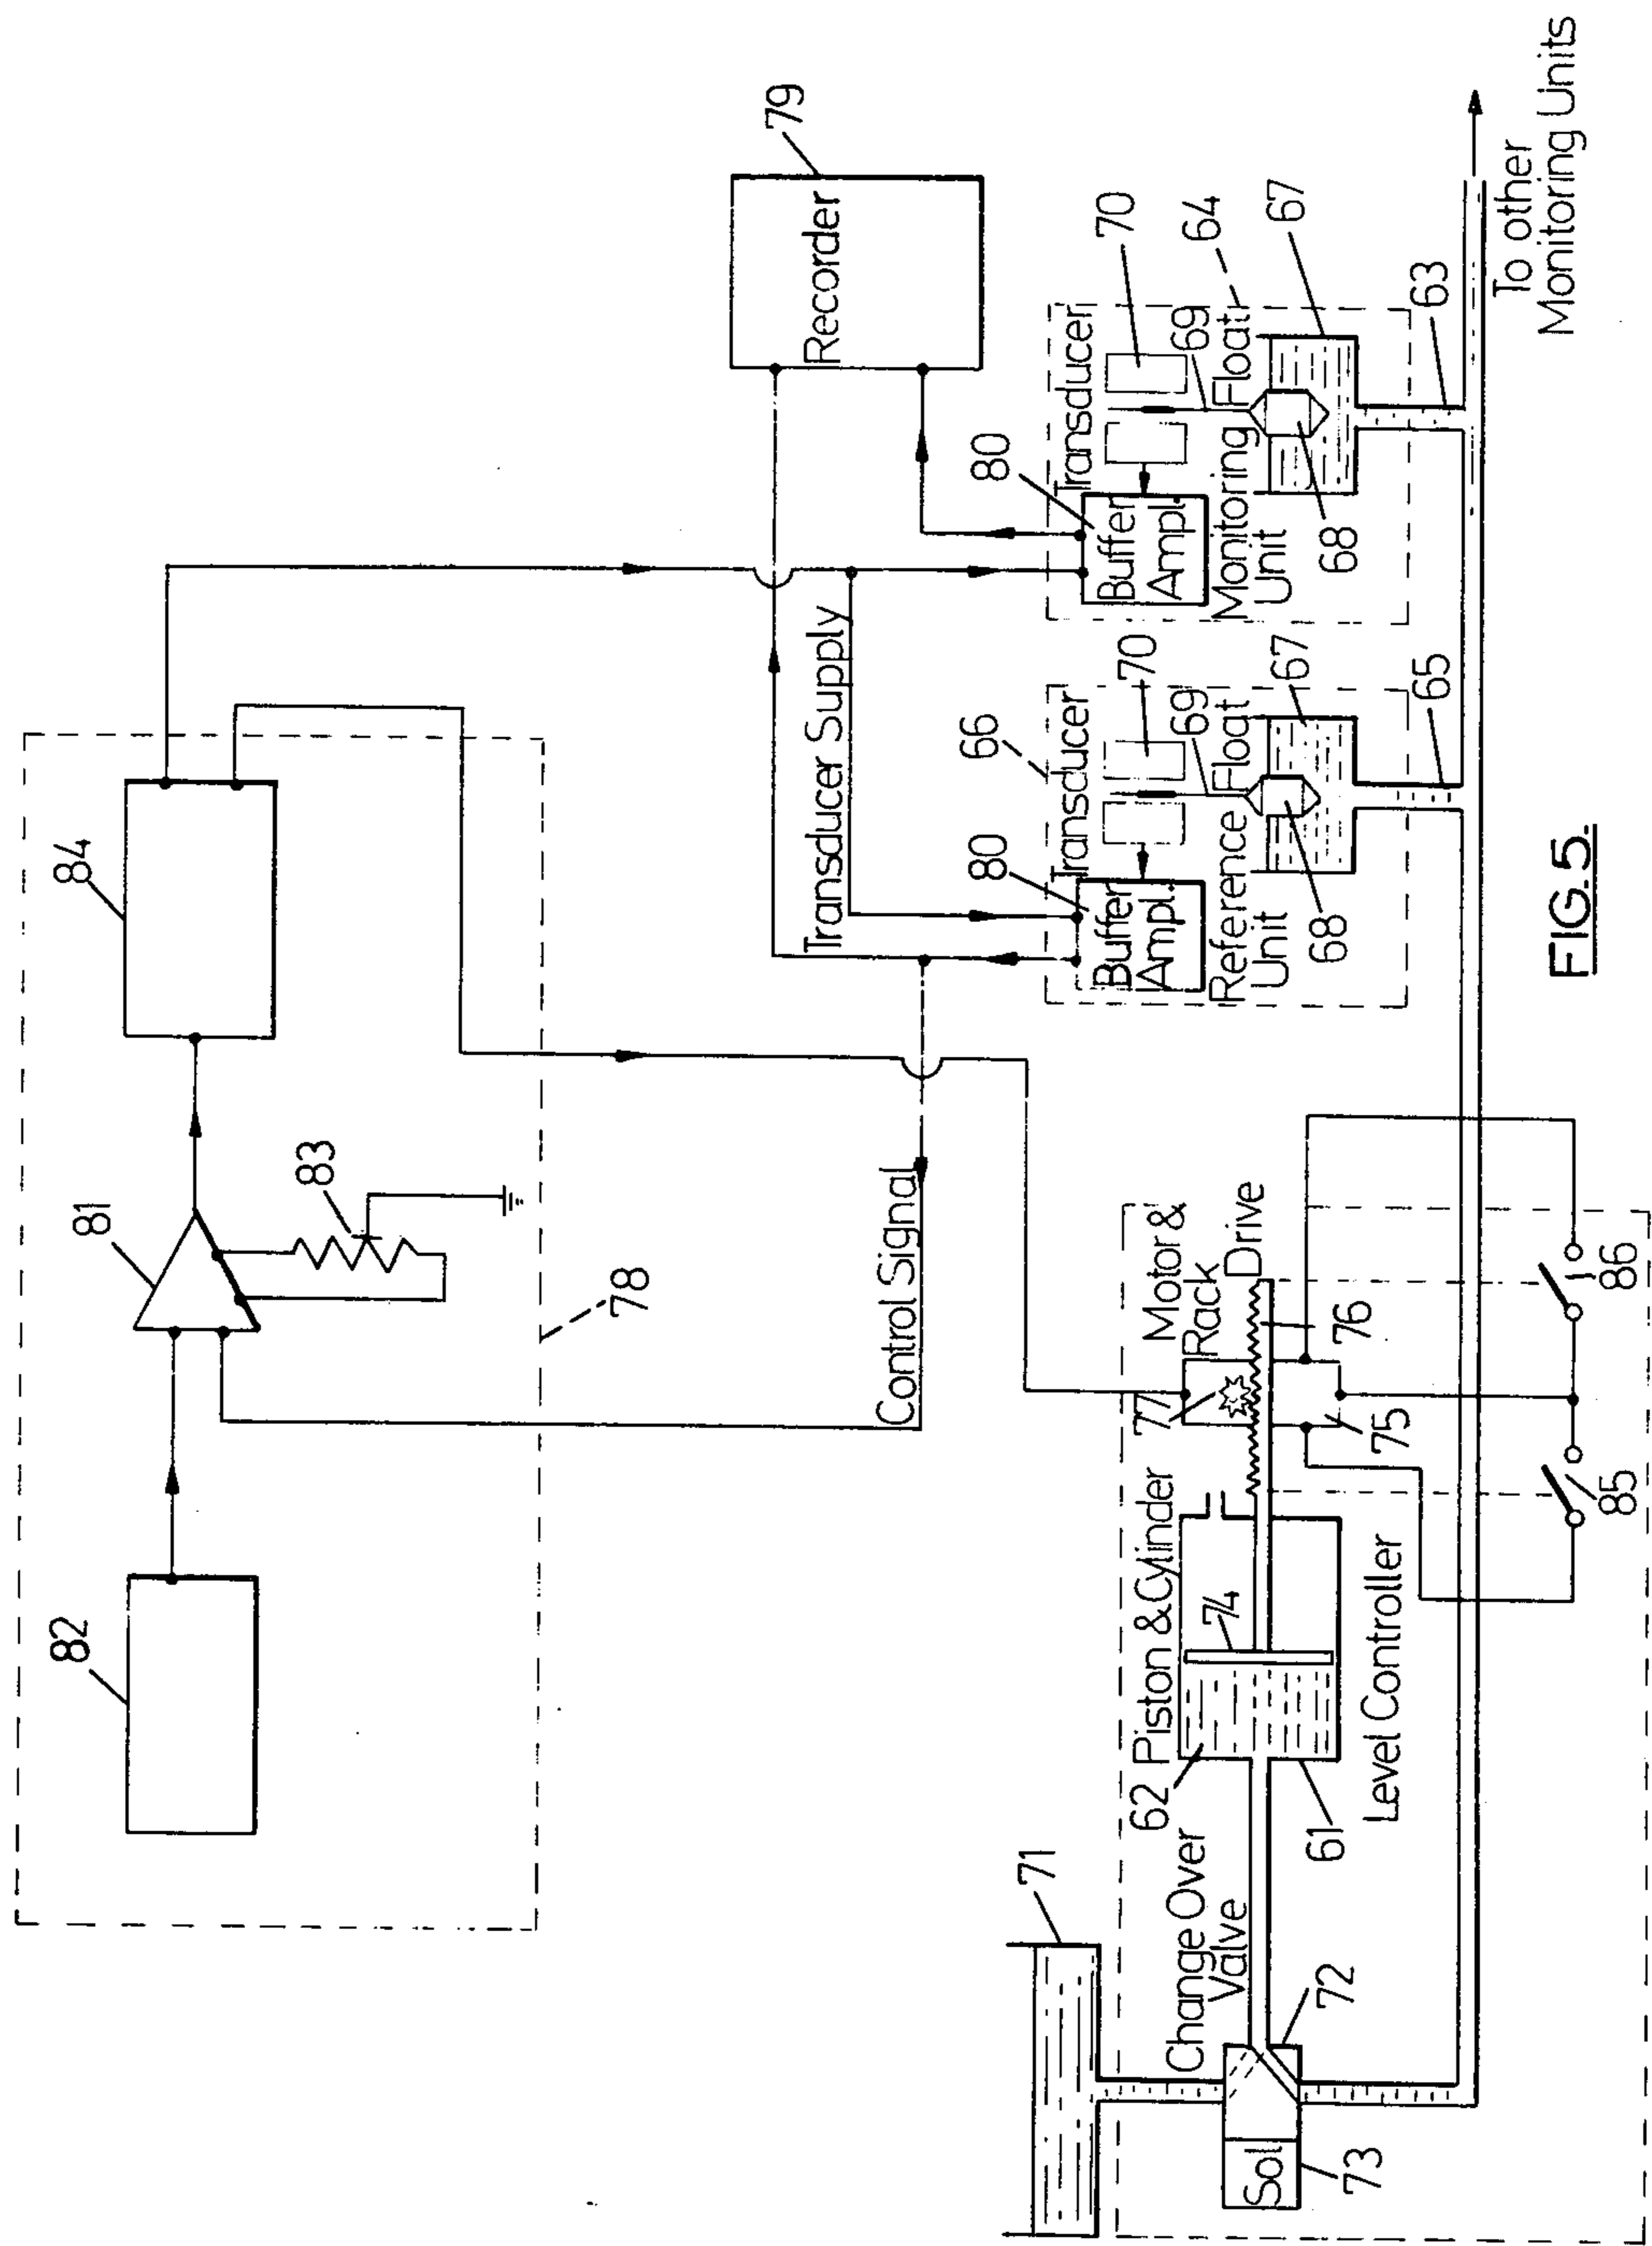 82
81
83
84
78
79
Recorder
Transducer Supply
Control Signal
71
Change Over
Valve
72
Sol
73
62
Piston & Cylinder
74
61
Level Controller
Motor &
Rack
Drive
77
76
75
85
86
66
Transducer
80
70
Buffer
Ampl.
69
Reference
Unit
Float
67
68
65
Transducer
80
70
64
Buffer
Ampl.
69
Monitoring
Unit
Float
67
68
63
To other
Monitoring Units
FIG.5.